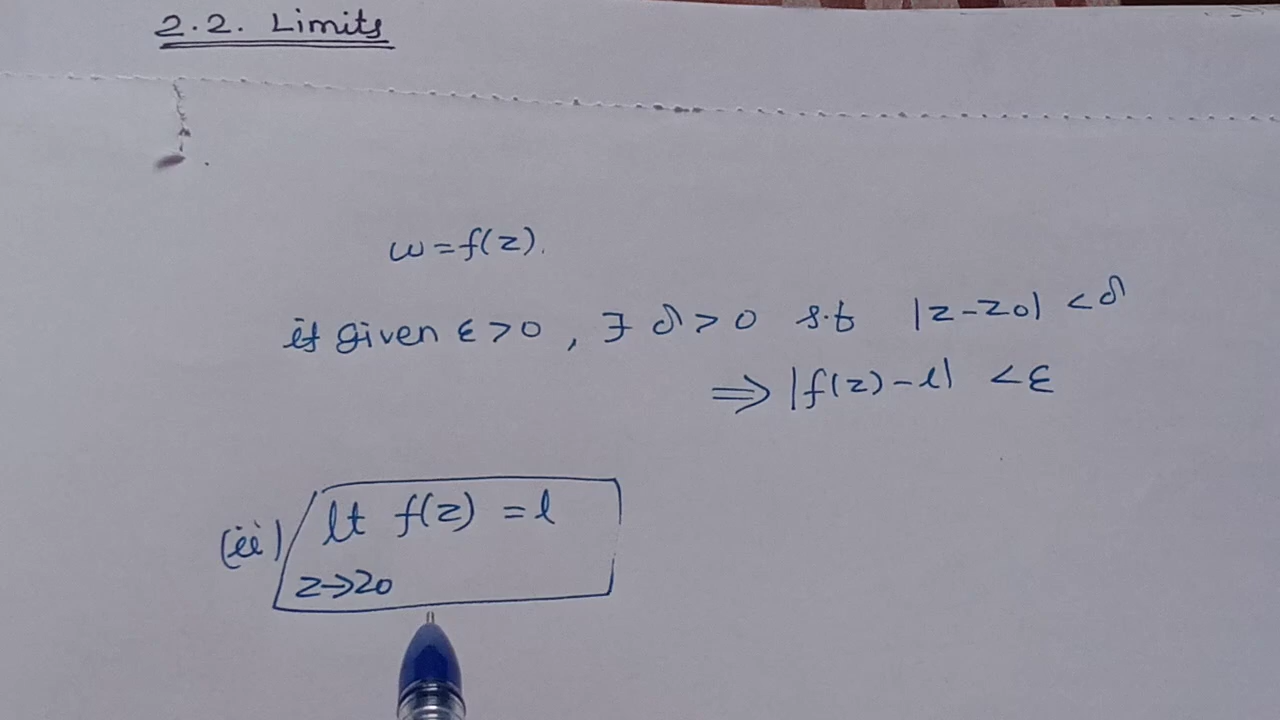 2.2. Limits
w = f(z).
if given ε > 0 , ∃ δ > 0 s.t |z - z0| < δ
⟹ |f(z) - l| < ε
(ii) lt f(z) = l
z→z0